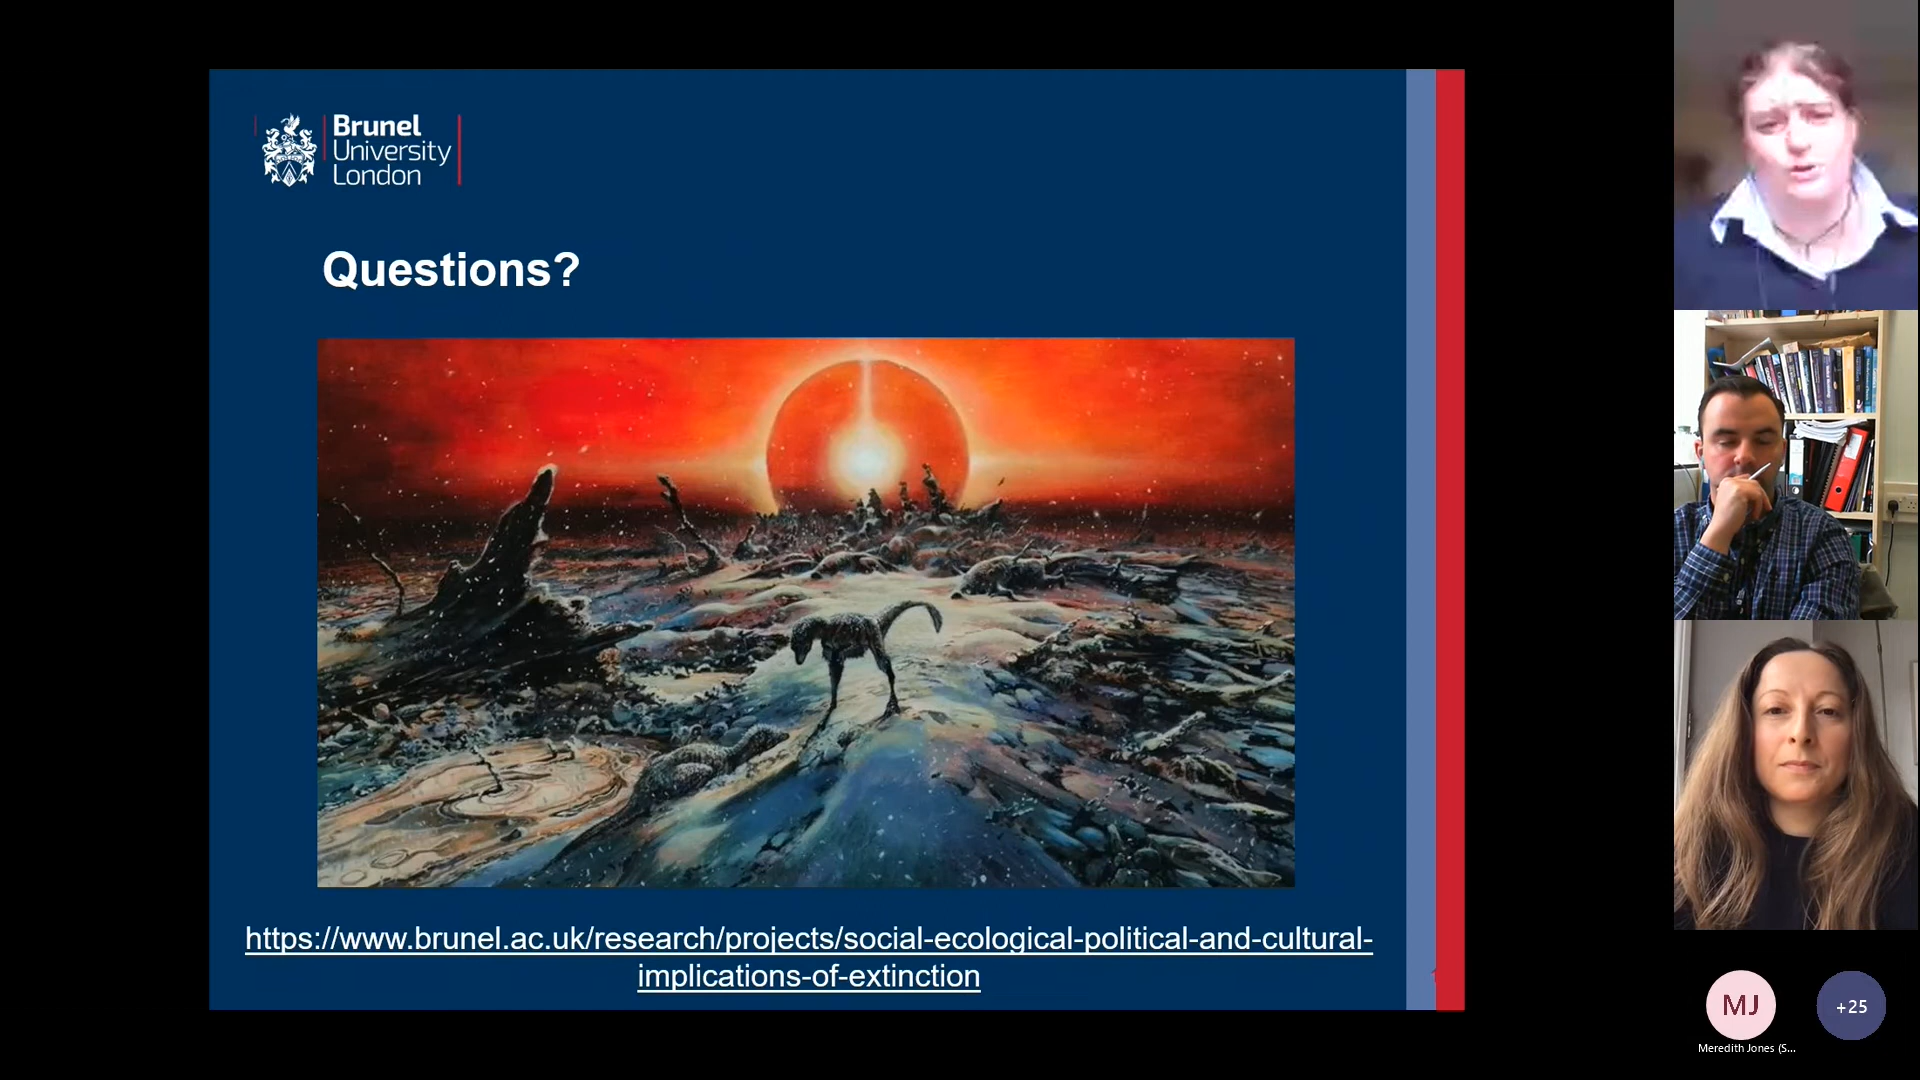 Brunel
University
London
Questions?
https://www.brunel.ac.uk/research/projects/social-ecological-political-and-cultural-
implications-of-extinction
MJ
+25
Meredith Jones (S...